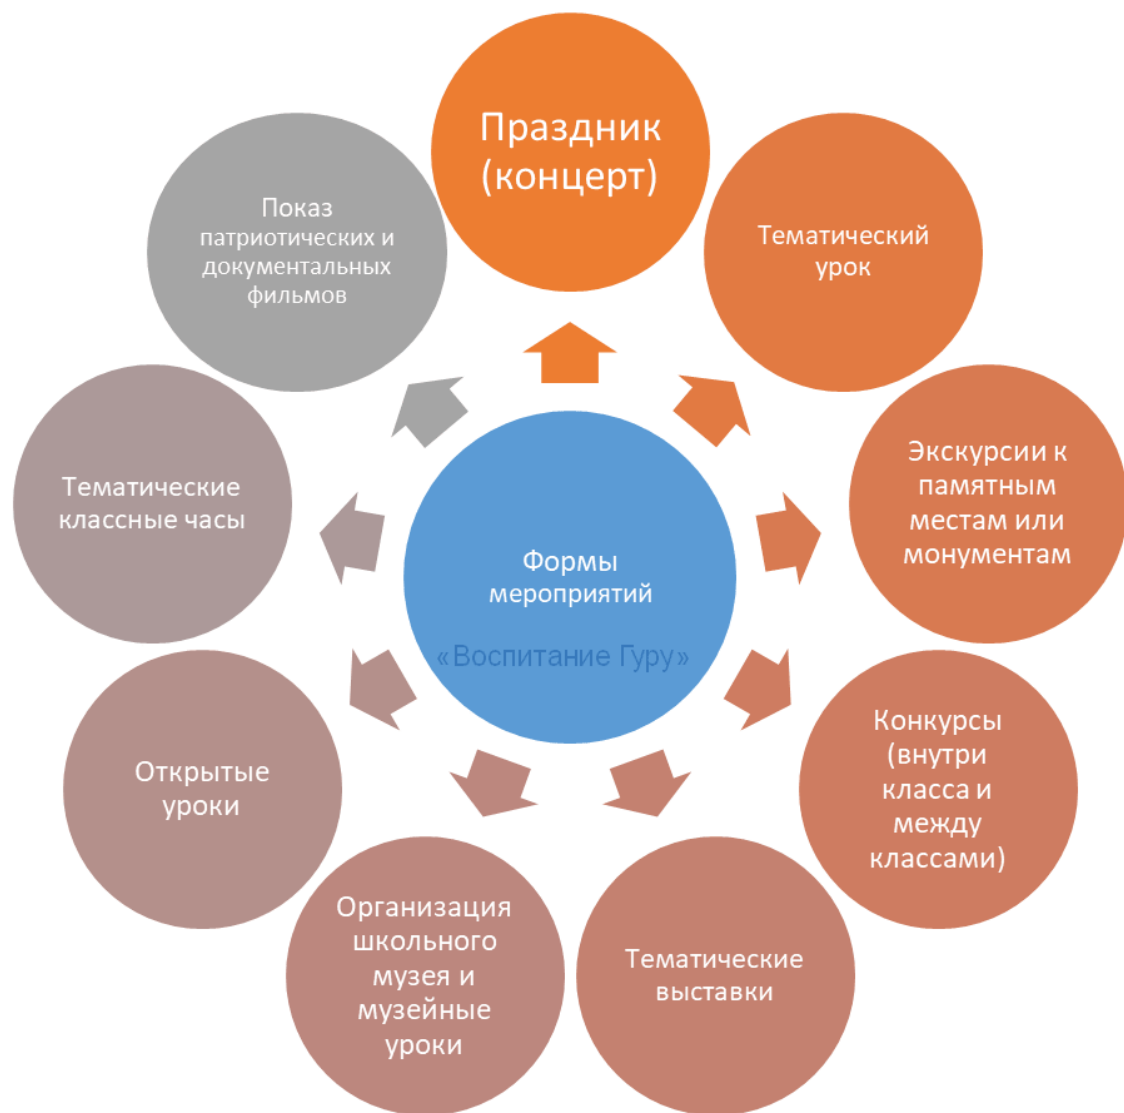 Праздник
(концерт)
Тематический
урок
Экскурсии к
памятным
местам или
монументам
Конкурсы
(внутри
класса и
между
классами)
Тематические
выставки
Организация
школьного
музея и
музейные
уроки
Открытые
уроки
Тематические
классные часы
Показ
патриотических и
документальных
фильмов
Формы
мероприятий
«Воспитание Гуру»